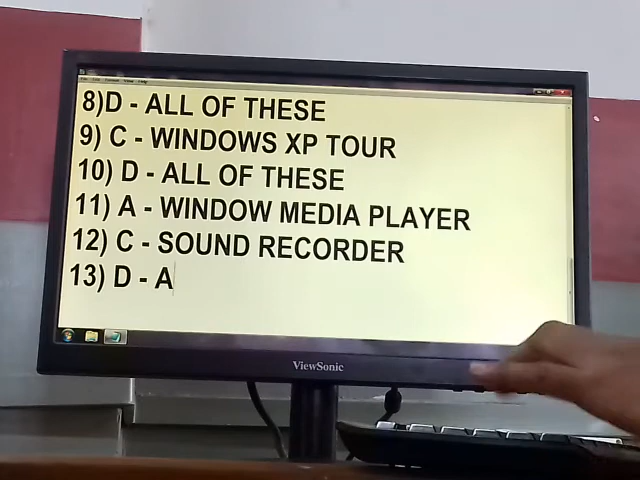 8)D - ALL OF THESE
9) C - WINDOWS XP TOUR
10) D - ALL OF THESE
11) A - WINDOW MEDIA PLAYER
12) C - SOUND RECORDER
13) D - A
ViewSonic